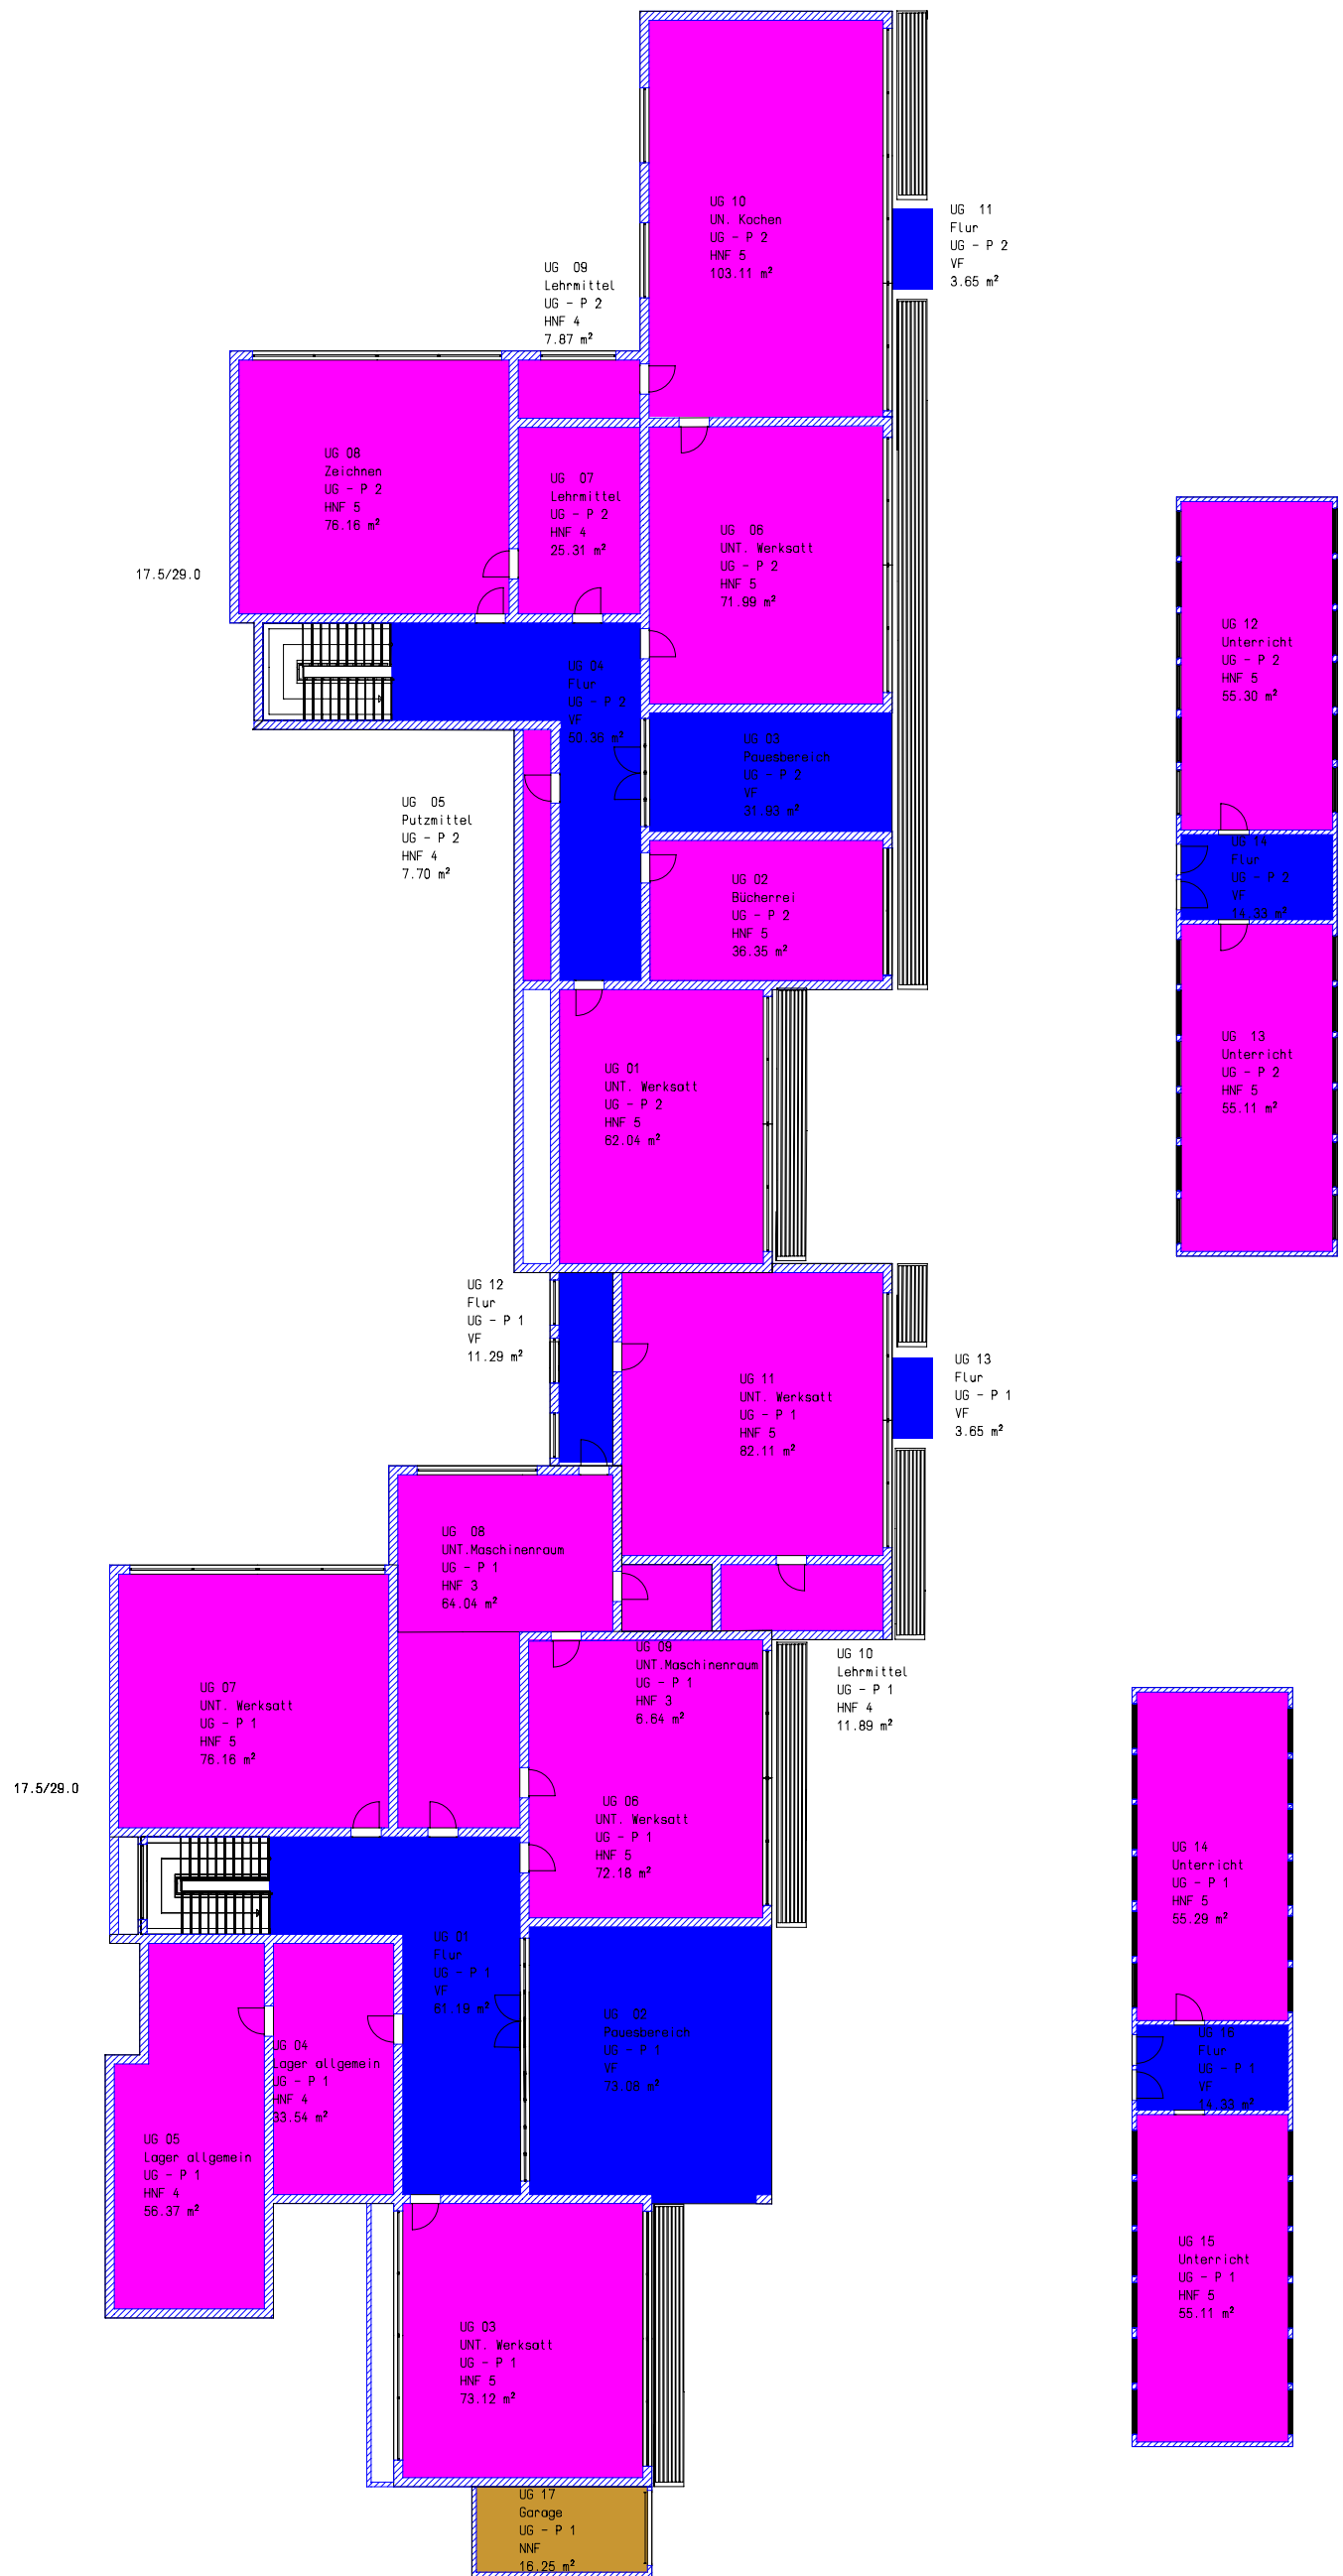 UG 10
UN. Kochen
UG - P 2
HNF 5
103.11 m²
UG 11
Flur
UG - P 2
VF
3.65 m²
UG 09
Lehrmittel
UG - P 2
HNF 4
7.87 m²
UG 08
Zeichnen
UG - P 2
HNF 5
76.16 m²
UG 07
Lehrmittel
UG - P 2
HNF 4
25.31 m²
UG 06
UNT. Werksatt
UG - P 2
HNF 5
71.99 m²
17.5/29.0
UG 12
Unterricht
UG - P 2
HNF 5
55.30 m²
UG 04
Flur
UG - P 2
VF
50.36 m²
UG 03
Pauesbereich
UG - P 2
VF
31.93 m²
UG 05
Putzmittel
UG - P 2
HNF 4
7.70 m²
UG 14
Flur
UG - P 2
VF
14.33 m²
UG 02
Bücherrei
UG - P 2
HNF 5
36.35 m²
UG 13
Unterricht
UG - P 2
HNF 5
55.11 m²
UG 01
UNT. Werksatt
UG - P 2
HNF 5
62.04 m²
UG 12
Flur
UG - P 1
VF
11.29 m²
UG 11
UNT. Werksatt
UG - P 1
HNF 5
82.11 m²
UG 13
Flur
UG - P 1
VF
3.65 m²
UG 08
UNT.Maschinenraum
UG - P 1
HNF 3
64.04 m²
UG 09
UNT.Maschinenraum
UG - P 1
HNF 3
6.64 m²
UG 10
Lehrmittel
UG - P 1
HNF 4
11.89 m²
UG 07
UNT. Werksatt
UG - P 1
HNF 5
76.16 m²
17.5/29.0
UG 06
UNT. Werksatt
UG - P 1
HNF 5
72.18 m²
UG 14
Unterricht
UG - P 1
HNF 5
55.29 m²
UG 01
Flur
UG - P 1
VF
61.19 m²
UG 02
Pauesbereich
UG - P 1
VF
73.08 m²
UG 16
Flur
UG - P 1
VF
14.33 m²
UG 04
Lager allgemein
UG - P 1
HNF 4
33.54 m²
UG 05
Lager allgemein
UG - P 1
HNF 4
56.37 m²
UG 15
Unterricht
UG - P 1
HNF 5
55.11 m²
UG 03
UNT. Werksatt
UG - P 1
HNF 5
73.12 m²
UG 17
Garage
UG - P 1
NNF
16.25 m²